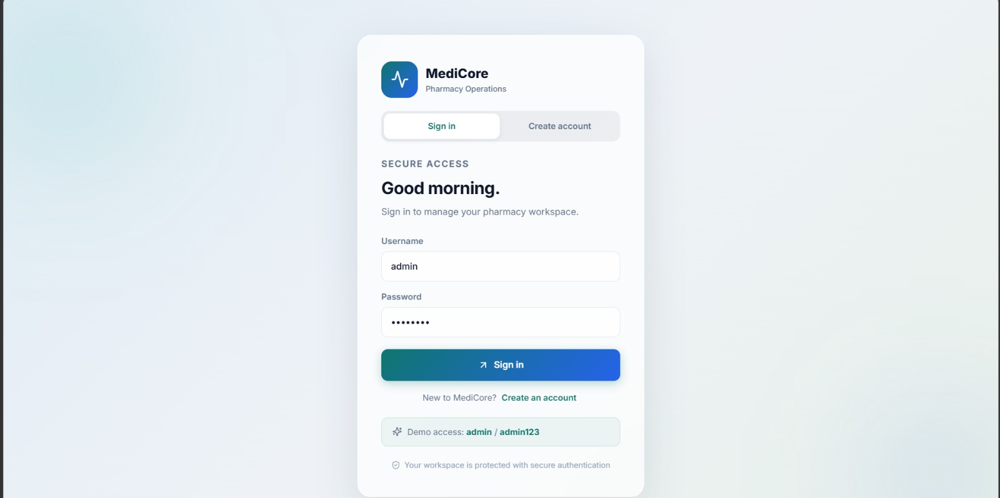 MediCore
Pharmacy Operations
Sign in
Create account
SECURE ACCESS
Good morning.
Sign in to manage your pharmacy workspace.
Username
admin
Password
••••••••
Sign in
New to MediCore? Create an account
Demo access: admin / admin123
Your workspace is protected with secure authentication